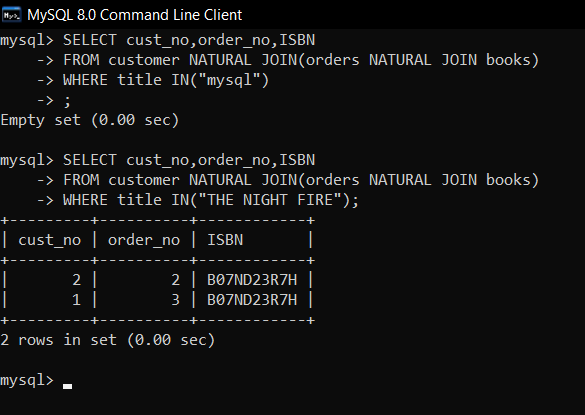 MySQL 8.0 Command Line Client
mysql> SELECT cust_no,order_no,ISBN
    -> FROM customer NATURAL JOIN(orders NATURAL JOIN books)
    -> WHERE title IN("mysql")
    -> ;
Empty set (0.00 sec)

mysql> SELECT cust_no,order_no,ISBN
    -> FROM customer NATURAL JOIN(orders NATURAL JOIN books)
    -> WHERE title IN("THE NIGHT FIRE");
+---------+----------+------------+
| cust_no | order_no | ISBN       |
+---------+----------+------------+
|       2 |        2 | B07ND23R7H |
|       1 |        3 | B07ND23R7H |
+---------+----------+------------+
2 rows in set (0.00 sec)

mysql>